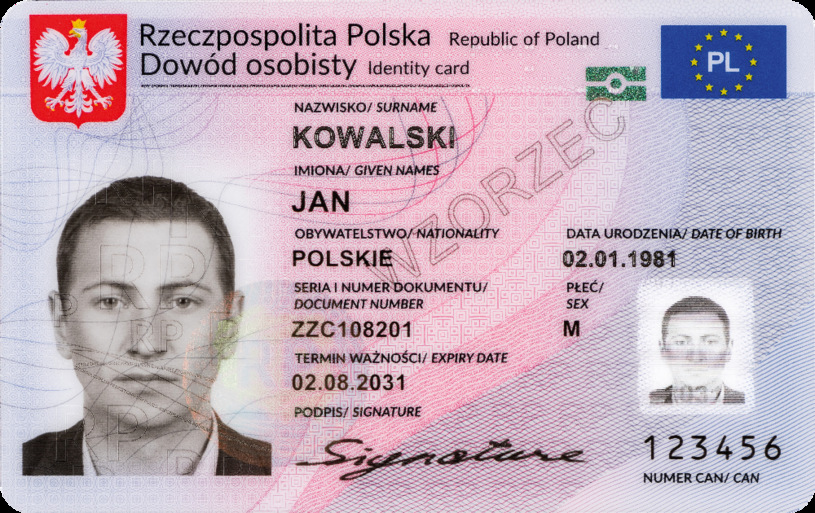 Rzeczpospolita Polska Republic of Poland
Dowód osobisty Identity card
PL
NAZWISKO/ SURNAME
KOWALSKI
IMIONA/ GIVEN NAMES
JAN
WZORZEC
OBYWATELSTWO/ NATIONALITY
POLSKIE
DATA URODZENIA/ DATE OF BIRTH
02.01.1981
SERIA I NUMER DOKUMENTU/
DOCUMENT NUMBER
ZZC108201
PŁEĆ/
SEX
M
TERMIN WAŻNOŚCI/ EXPIRY DATE
02.08.2031
PODPIS/ SIGNATURE
Signature
123456
NUMER CAN/ CAN